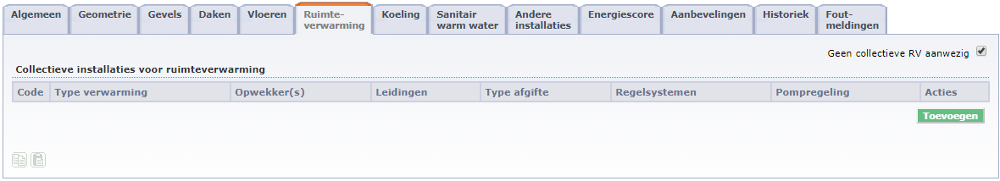 Algemeen
Geometrie
Gevels
Daken
Vloeren
Ruimte-
verwarming
Koeling
Sanitair
warm water
Andere
installaties
Energiescore
Aanbevelingen
Historiek
Fout-
meldingen
Geen collectieve RV aanwezig
Collectieve installaties voor ruimteverwarming
Code Type verwarming Opwekker(s) Leidingen Type afgifte Regelsystemen Pompregeling Acties
Toevoegen